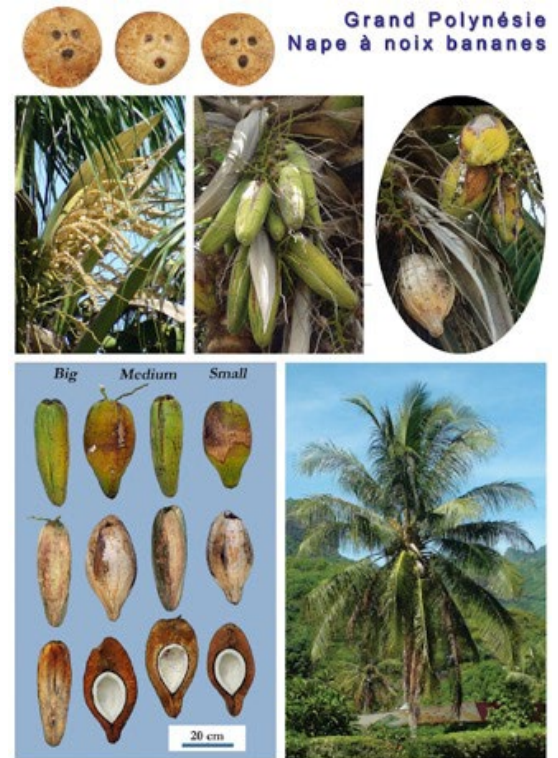 Grand Polynésie
Nape à noix bananes
Big Medium Small
20 cm